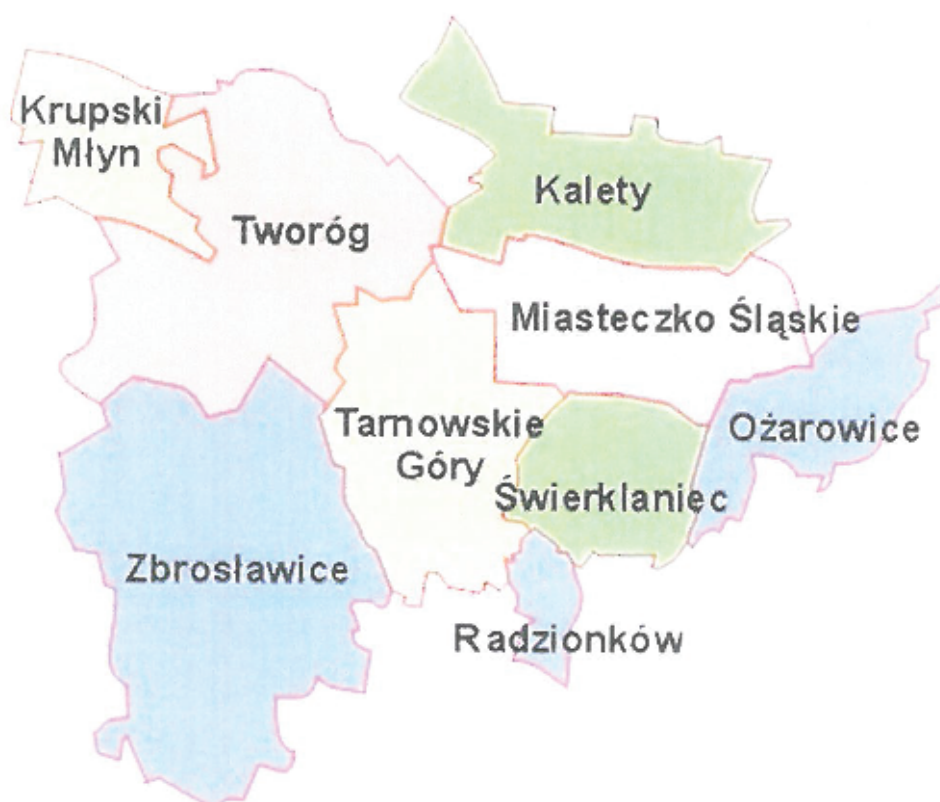 Krupski
Młyn
Kalety
Tworóg
Miasteczko Śląskie
Tarnowskie
Góry
Ożarowice
Świerklaniec
Zbrosławice
Radzionków